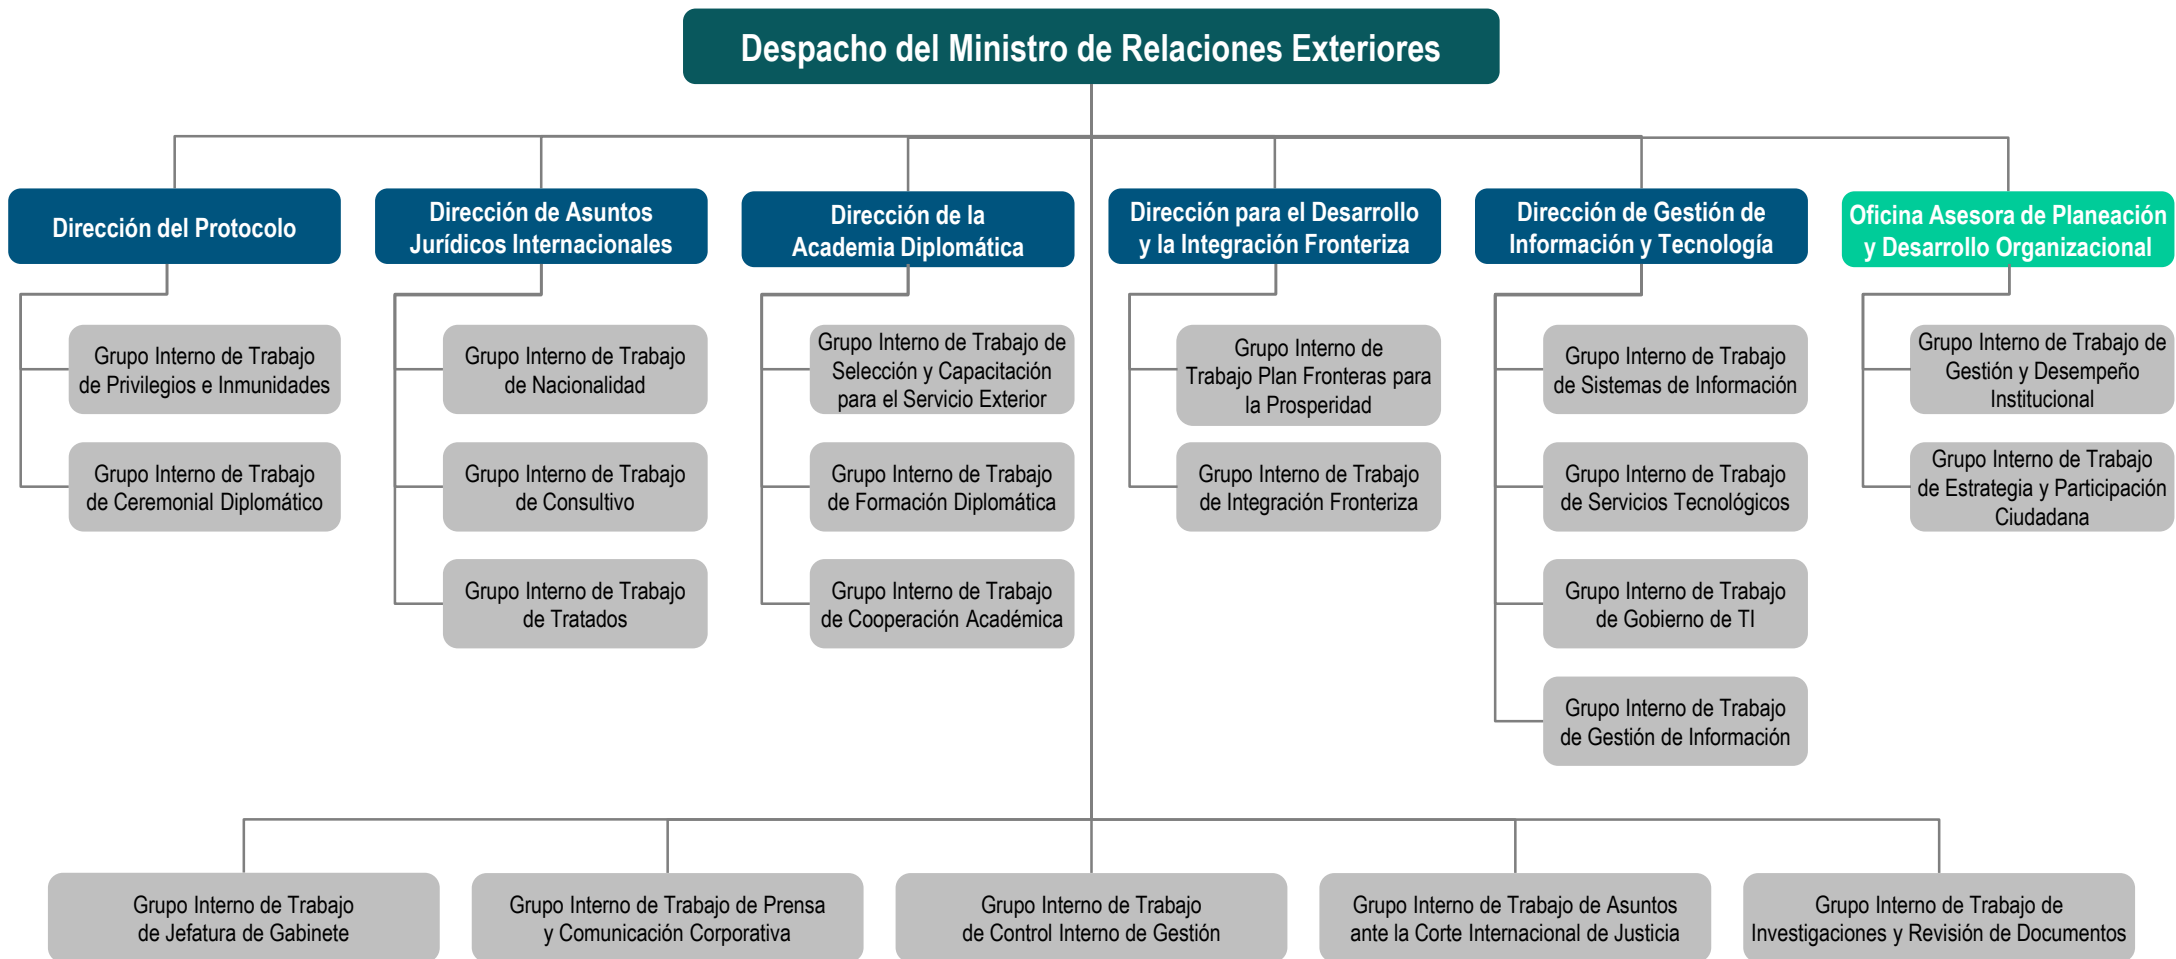 Despacho del Ministro de Relaciones Exteriores
Dirección del Protocolo
Grupo Interno de Trabajo
de Privilegios e Inmunidades
Grupo Interno de Trabajo
de Ceremonial Diplomático
Dirección de Asuntos
Jurídicos Internacionales
Grupo Interno de Trabajo
de Nacionalidad
Grupo Interno de Trabajo
de Consultivo
Grupo Interno de Trabajo
de Tratados
Dirección de la
Academia Diplomática
Grupo Interno de Trabajo de
Selección y Capacitación
para el Servicio Exterior
Grupo Interno de Trabajo
de Formación Diplomática
Grupo Interno de Trabajo
de Cooperación Académica
Dirección para el Desarrollo
y la Integración Fronteriza
Grupo Interno de
Trabajo Plan Fronteras para
la Prosperidad
Grupo Interno de Trabajo
de Integración Fronteriza
Dirección de Gestión de
Información y Tecnología
Grupo Interno de Trabajo
de Sistemas de Información
Grupo Interno de Trabajo
de Servicios Tecnológicos
Grupo Interno de Trabajo
de Gobierno de TI
Grupo Interno de Trabajo
de Gestión de Información
Oficina Asesora de Planeación
y Desarrollo Organizacional
Grupo Interno de Trabajo de
Gestión y Desempeño
Institucional
Grupo Interno de Trabajo
de Estrategia y Participación
Ciudadana
Grupo Interno de Trabajo
de Jefatura de Gabinete
Grupo Interno de Trabajo de Prensa
y Comunicación Corporativa
Grupo Interno de Trabajo
de Control Interno de Gestión
Grupo Interno de Trabajo de Asuntos
ante la Corte Internacional de Justicia
Grupo Interno de Trabajo de
Investigaciones y Revisión de Documentos